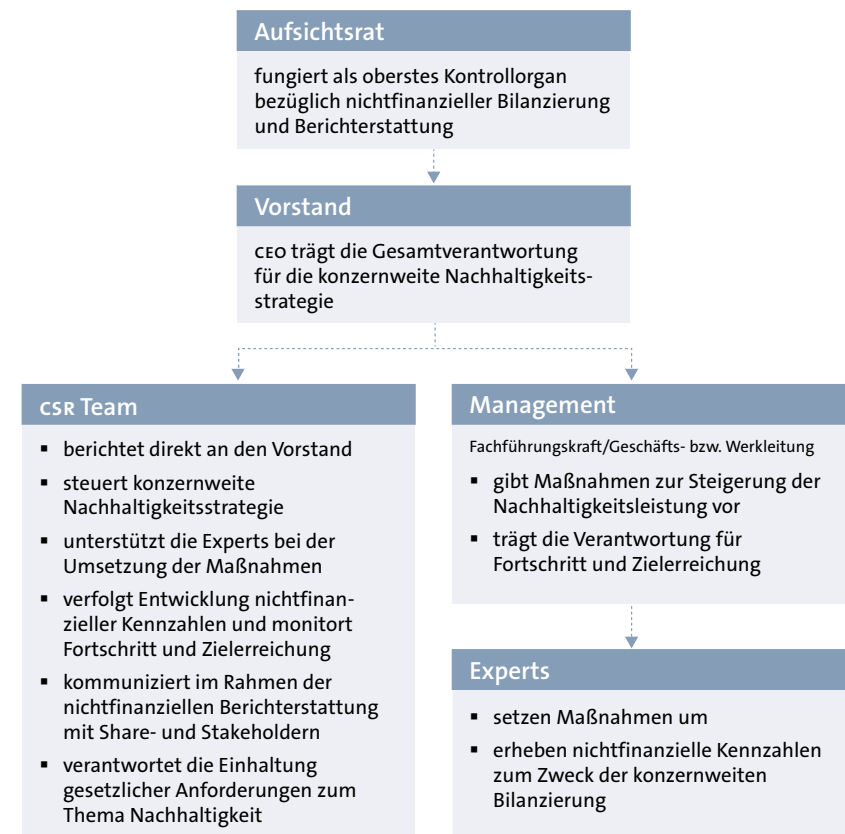 Aufsichtsrat
fungiert als oberstes Kontrollorgan
bezüglich nichtfinanzieller Bilanzierung
und Berichterstattung
Vorstand
CEO trägt die Gesamtverantwortung
für die konzernweite Nachhaltigkeits-
strategie
CSR Team
▪ berichtet direkt an den Vorstand
▪ steuert konzernweite
Nachhaltigkeitsstrategie
▪ unterstützt die Experts bei der
Umsetzung der Maßnahmen
▪ verfolgt Entwicklung nichtfinan-
zieller Kennzahlen und monitort
Fortschritt und Zielerreichung
▪ kommuniziert im Rahmen der
nichtfinanziellen Berichterstattung
mit Share- und Stakeholdern
▪ verantwortet die Einhaltung
gesetzlicher Anforderungen zum
Thema Nachhaltigkeit
Management
Fachführungskraft/Geschäfts- bzw. Werkleitung
▪ gibt Maßnahmen zur Steigerung der
Nachhaltigkeitsleistung vor
▪ trägt die Verantwortung für
Fortschritt und Zielerreichung
Experts
▪ setzen Maßnahmen um
▪ erheben nichtfinanzielle Kennzahlen
zum Zweck der konzernweiten
Bilanzierung